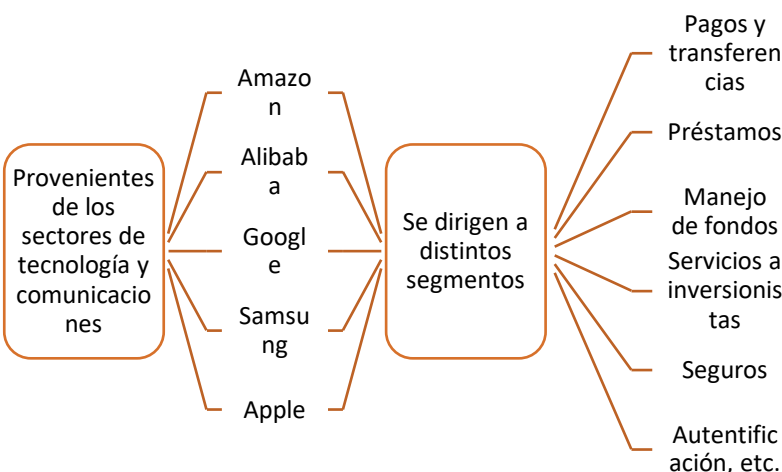 Provenientes
de los
sectores de
tecnología y
comunicacio
nes
Amazo
n
Alibab
a
Googl
e
Samsu
ng
Apple
Se dirigen a
distintos
segmentos
Pagos y
transferen
cias
Préstamos
Manejo
de fondos
Servicios a
inversionis
tas
Seguros
Autentific
ación, etc.